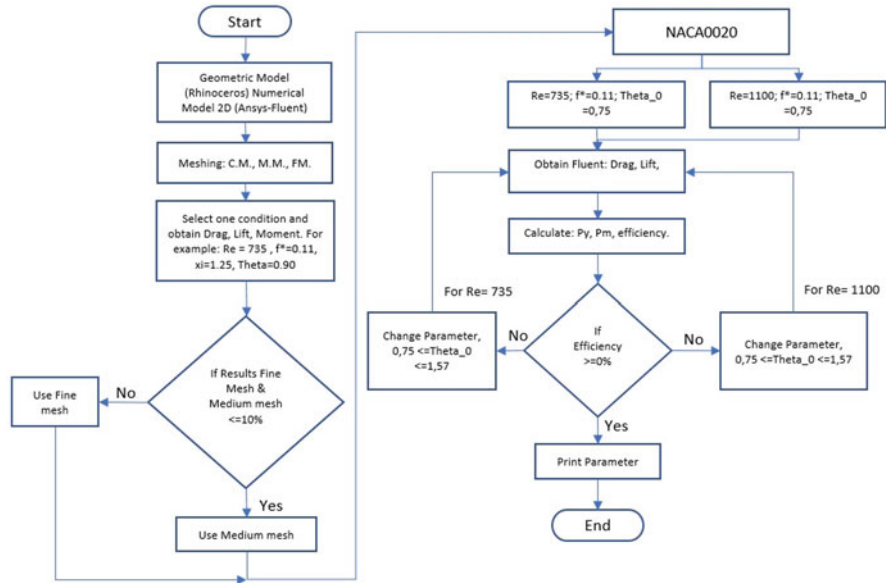 Start
Geometric Model
(Rhinoceros) Numerical
Model 2D (Ansys-Fluent)
Meshing: C.M., M.M., FM.
Select one condition and
obtain Drag, Lift, Moment. For
example: Re = 735 , f*=0.11,
xi=1.25, Theta=0.90
If Results Fine
Mesh &
Medium mesh
<=10%
No
Use Fine
mesh
Yes
Use Medium mesh
NACA0020
Re=735; f*=0.11; Theta_0
=0,75
Re=1100; f*=0.11; Theta_0
=0,75
Obtain Fluent: Drag, Lift,
Calculate: Py, Pm, efficiency.
For Re= 735
For Re= 1100
If
Efficiency
>=0%
No
Change Parameter,
0,75 <=Theta_0
<=1,57
No
Change Parameter,
0,75 <=Theta_0 <=1,57
Yes
Print Parameter
End